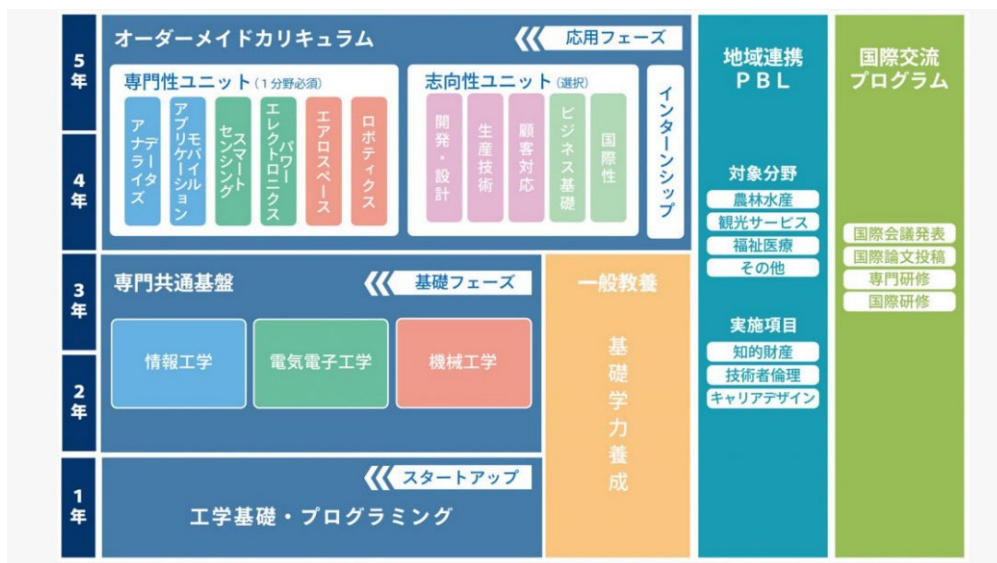 5年
オーダーメイドカリキュラム
応用フェーズ
専門性ユニット(1分野必須)
データアナライズ
モバイルアプリケーション
スマートセンシング
パワーエレクトロニクス
エアロスペース
ロボティクス
志向性ユニット(選択)
開発・設計
生産技術
顧客対応
ビジネス基礎
国際性
インターンシップ
4年
3年
専門共通基盤
基礎フェーズ
情報工学
電気電子工学
機械工学
2年
1年
スタートアップ
工学基礎・プログラミング
一般教養
基礎学力養成
地域連携
PBL
対象分野
農林水産
観光サービス
福祉医療
その他
実施項目
知的財産
技術者倫理
キャリアデザイン
国際交流
プログラム
国際会議発表
国際論文投稿
専門研修
国際研修